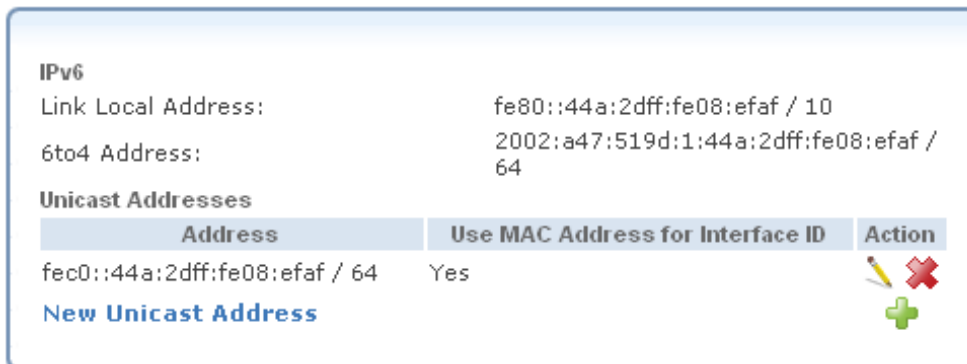 IPv6
Link Local Address: fe80::44a:2dff:fe08:efaf / 10
6to4 Address: 2002:a47:519d:1:44a:2dff:fe08:efaf /
64
Unicast Addresses
Address Use MAC Address for Interface ID Action
fec0::44a:2dff:fe08:efaf / 64 Yes
New Unicast Address